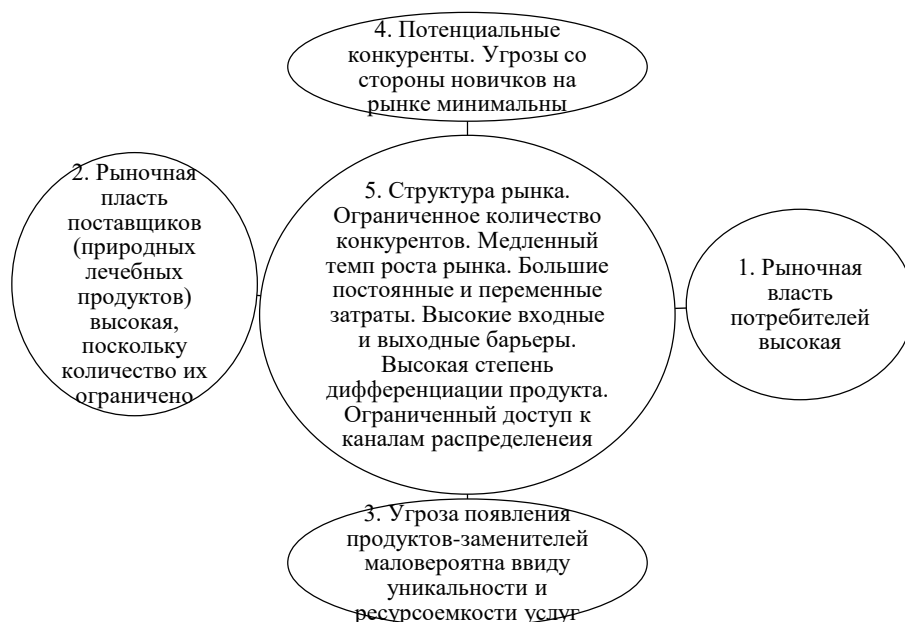 4. Потенциальные
конкуренты. Угрозы со
стороны новичков на
рынке минимальны
2. Рыночная
пласть
поставщиков
(природных
лечебных
продуктов)
высокая,
поскольку
количество их
ограничено
5. Структура рынка.
Ограниченное количество
конкурентов. Медленный
темп роста рынка. Большие
постоянные и переменные
затраты. Высокие входные
и выходные барьеры.
Высокая степень
дифференциации продукта.
Ограниченный доступ к
каналам распределенеия
1. Рыночная
власть
потребителей
высокая
3. Угроза появления
продуктов-заменителей
маловероятна ввиду
уникальности и
ресурсоемкости услуг